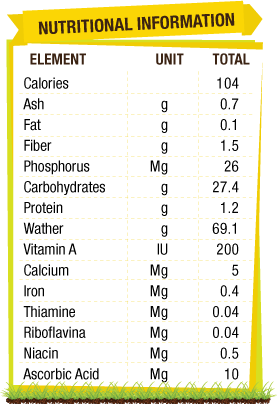 NUTRITIONAL INFORMATION
ELEMENT UNIT TOTAL
Calories 104
Ash g 0.7
Fat g 0.1
Fiber g 1.5
Phosphorus Mg 26
Carbohydrates g 27.4
Protein g 1.2
Wather g 69.1
Vitamin A IU 200
Calcium Mg 5
Iron Mg 0.4
Thiamine Mg 0.04
Riboflavina Mg 0.04
Niacin Mg 0.5
Ascorbic Acid Mg 10